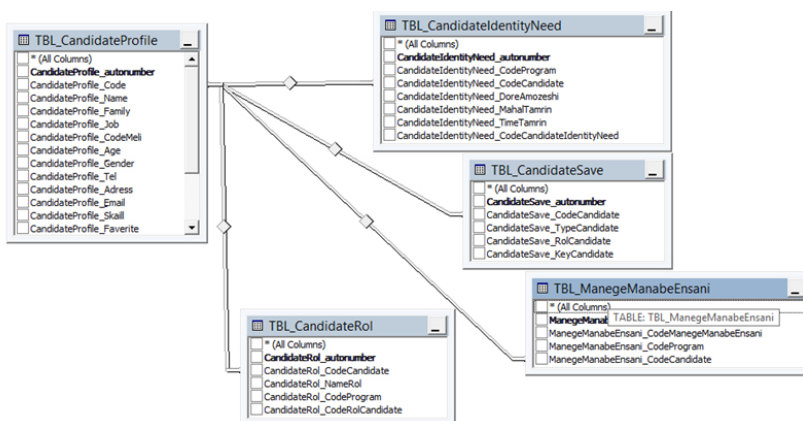 TBL_CandidateProfile
* (All Columns)
CandidateProfile_autonumber
CandidateProfile_Code
CandidateProfile_Name
CandidateProfile_Family
CandidateProfile_Job
CandidateProfile_CodeMeli
CandidateProfile_Age
CandidateProfile_Gender
CandidateProfile_Tel
CandidateProfile_Adress
CandidateProfile_Email
CandidateProfile_Skaill
CandidateProfile_Faverite
TBL_CandidateIdentityNeed
* (All Columns)
CandidateIdentityNeed_autonumber
CandidateIdentityNeed_CodeProgram
CandidateIdentityNeed_CodeCandidate
CandidateIdentityNeed_DoreAmozeshi
CandidateIdentityNeed_MahalTamrin
CandidateIdentityNeed_TimeTamrin
CandidateIdentityNeed_CodeCandidateIdentityNeed
TBL_CandidateSave
* (All Columns)
CandidateSave_autonumber
CandidateSave_CodeCandidate
CandidateSave_TypeCandidate
CandidateSave_RolCandidate
CandidateSave_KeyCandidate
TBL_ManegeManabeEnsani
* (All Columns)
TABLE: TBL_ManegeManabeEnsani
ManegeManabeEnsani_CodeManegeManabeEnsani
ManegeManabeEnsani_CodeProgram
ManegeManabeEnsani_CodeCandidate
TBL_CandidateRol
* (All Columns)
CandidateRol_autonumber
CandidateRol_CodeCandidate
CandidateRol_NameRol
CandidateRol_CodeProgram
CandidateRol_CodeRolCandidate